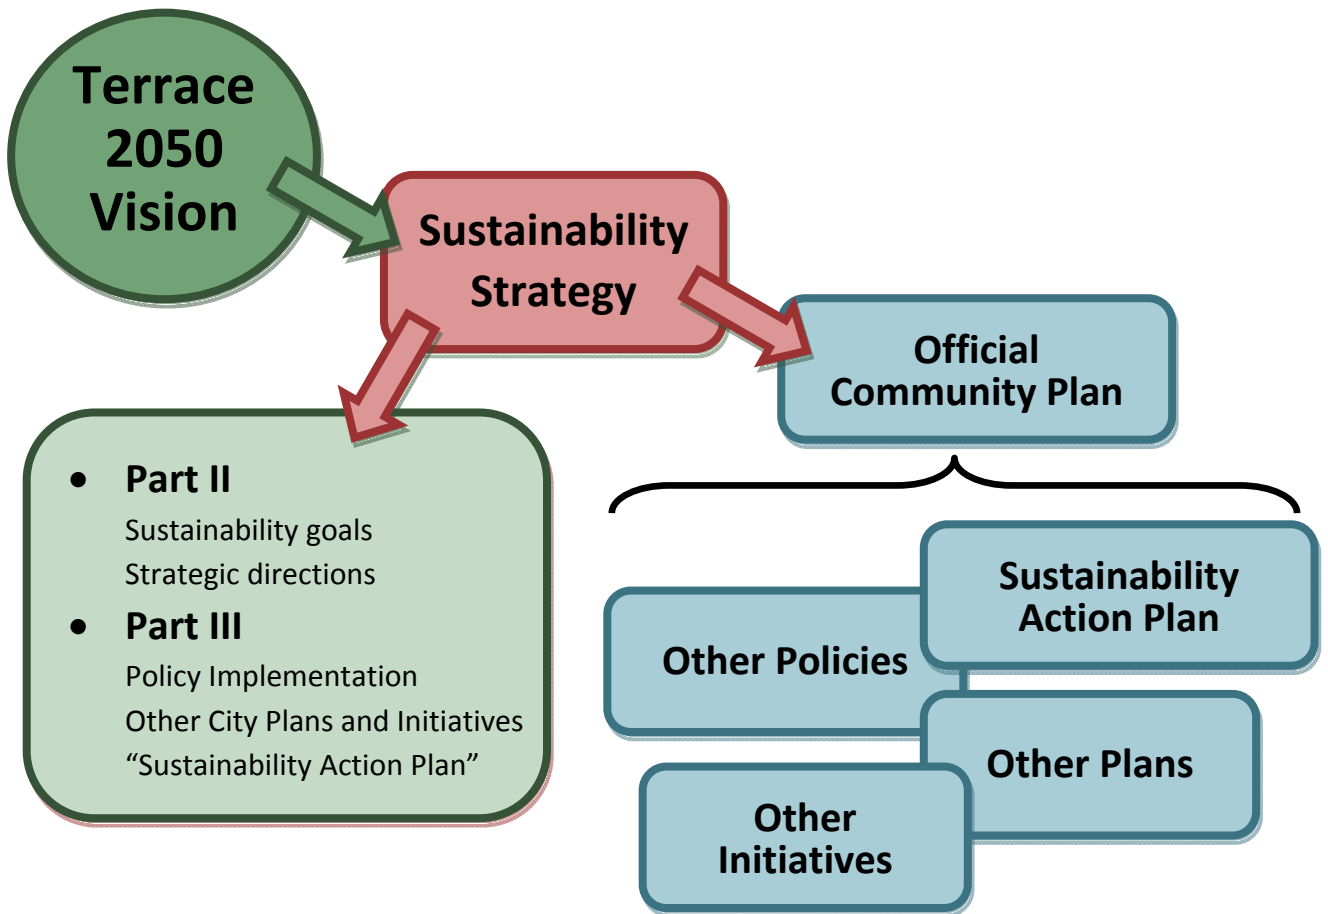 Terrace
2050
Vision
Sustainability
Strategy
Official
Community Plan
• Part II
Sustainability goals
Strategic directions
• Part III
Policy Implementation
Other City Plans and Initiatives
“Sustainability Action Plan”
Sustainability
Action Plan
Other Policies
Other Plans
Other
Initiatives